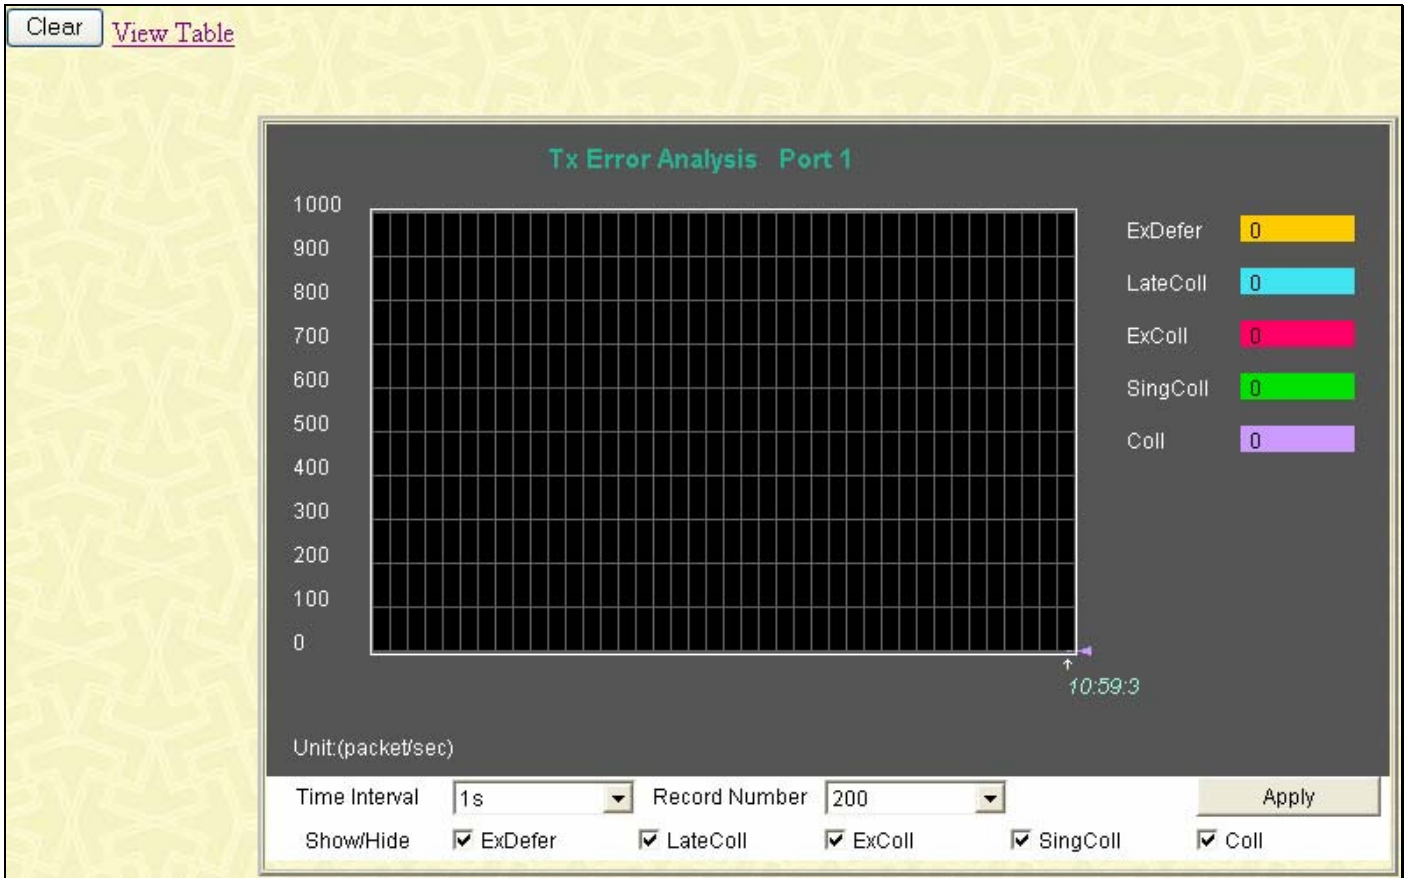 Clear View Table
Tx Error Analysis Port 1
1000
900
800
700
600
500
400
300
200
100
0
ExDefer 0
LateColl 0
ExColl 0
SingColl 0
Coll 0
10:59:3
Unit:(packet/sec)
Time Interval 1s Record Number 200 Apply
Show/Hide ExDefer LateColl ExColl SingColl Coll